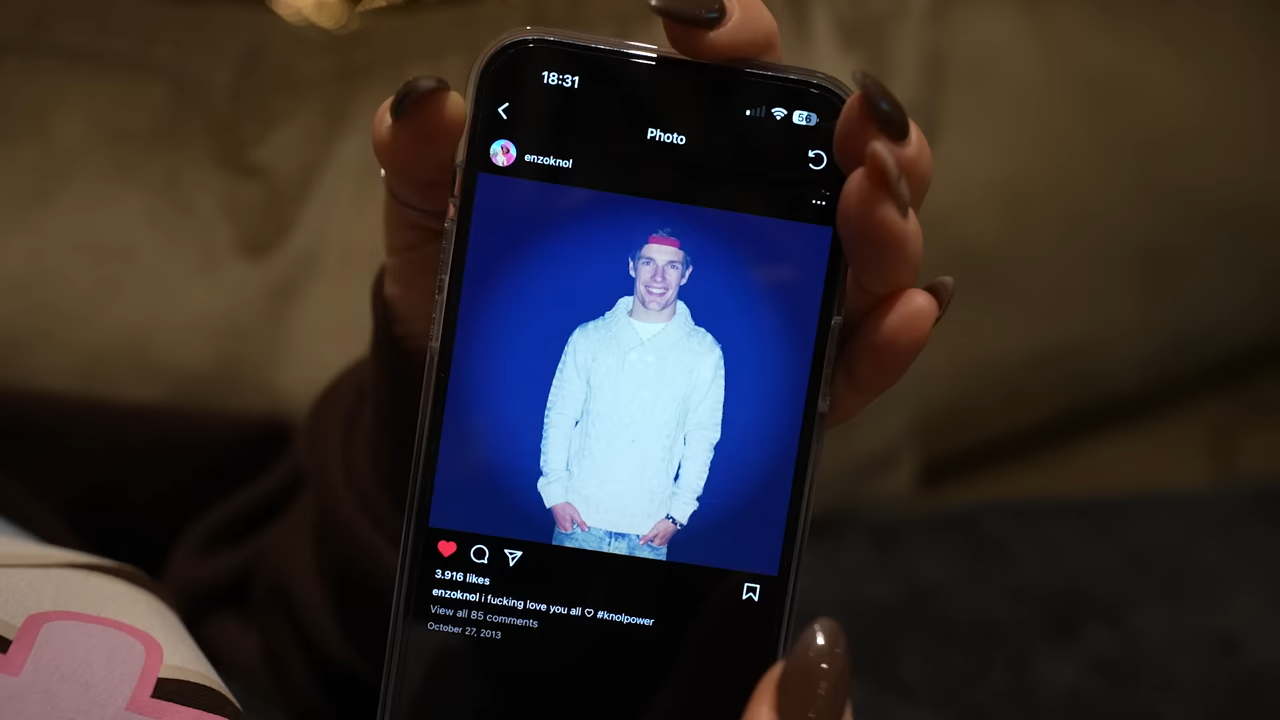 18:31
56
Photo
enzoknol
3.916 likes
enzoknol i fucking love you all ♡ #knolpower
View all 85 comments
October 27, 2013